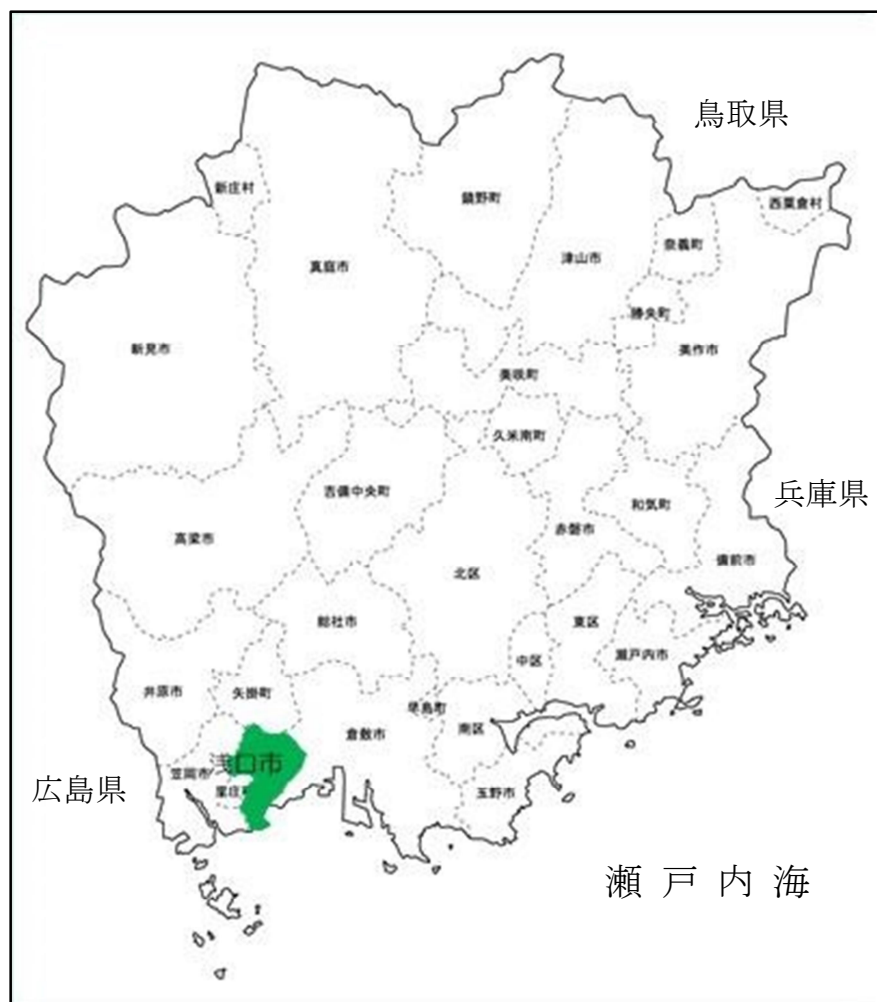 鳥取県
西粟倉村
新庄村
鏡野町
奈義町
津山市
真庭市
勝央町
新見市
美作市
美咲町
久米南町
吉備中央町
兵庫県
和気町
赤磐市
高梁市
備前市
北区
総社市
東区
瀬戸内市
中区
井原市
矢掛町
早島町
倉敷市
南区
浅口市
笠岡市
広島県
里庄町
玉野市
瀬戸内海